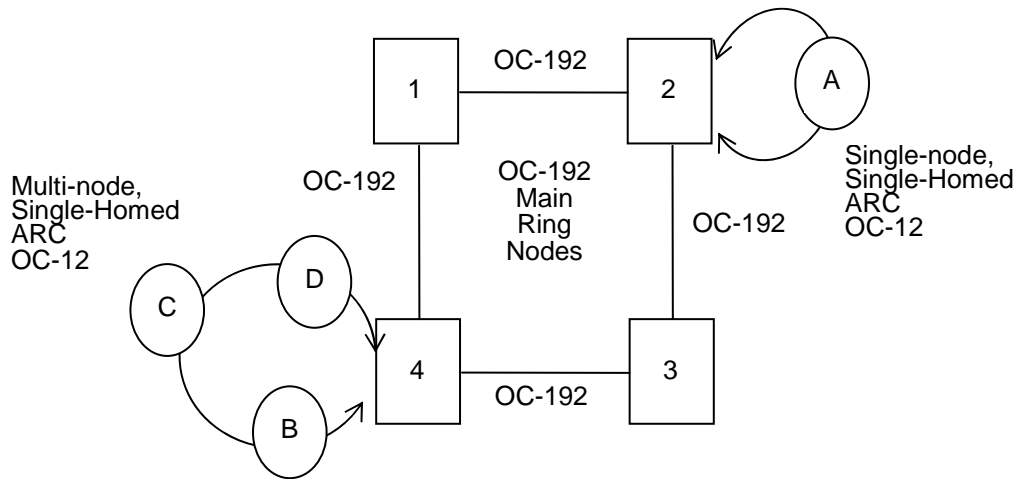 OC-192
1
2
A
OC-192
OC-192
Main
Ring
Nodes
Single-node,
Single-Homed
ARC
OC-12
Multi-node,
Single-Homed
ARC
OC-12
OC-192
C
D
4
3
OC-192
B